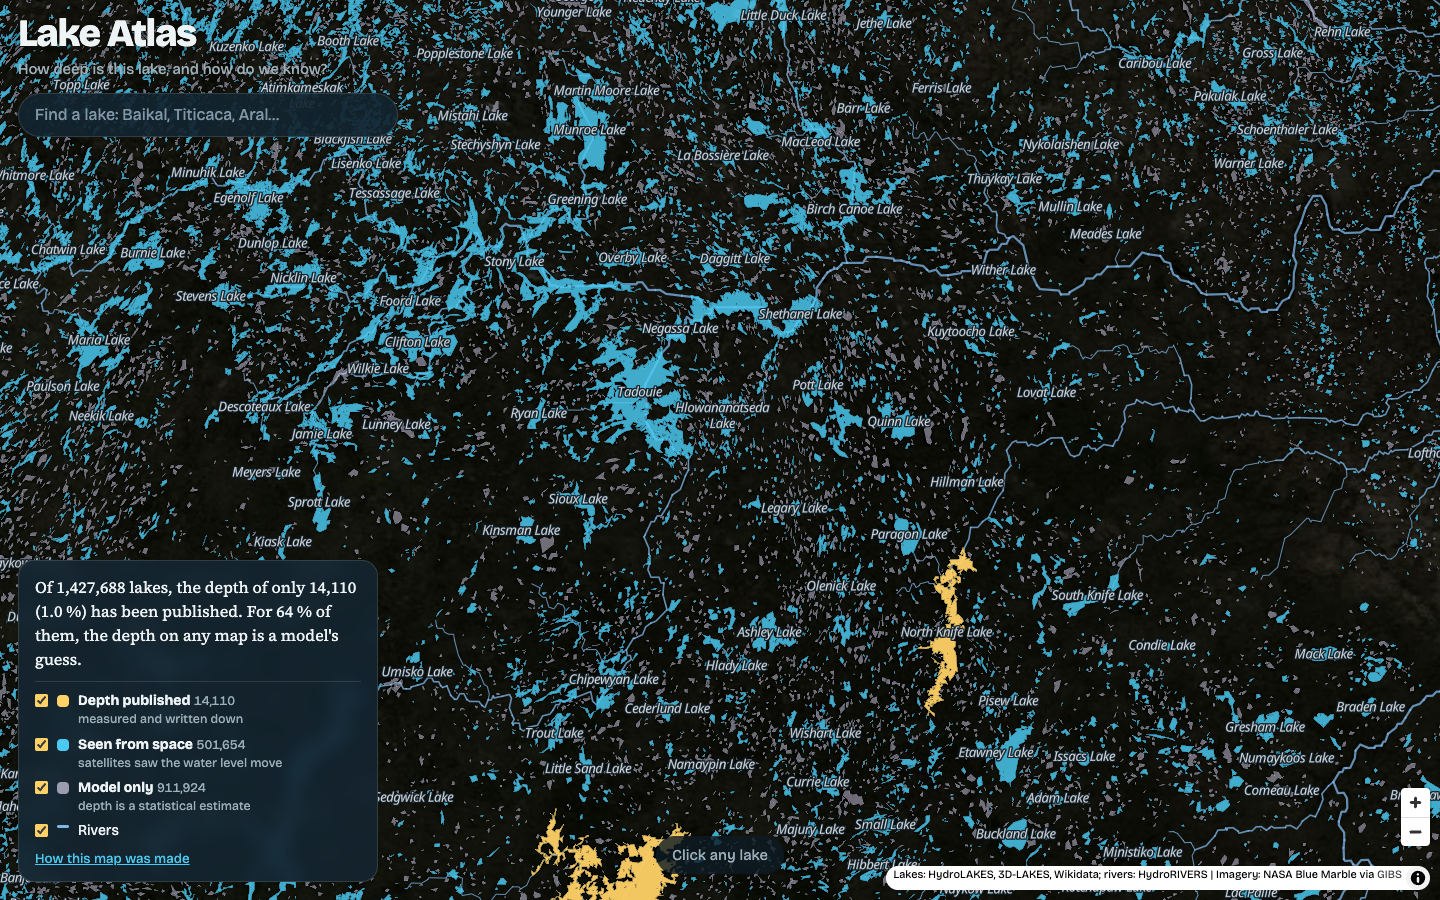 Lake Atlas
How deep is this lake, and how do we know?
Find a lake: Baikal, Titicaca, Aral...
Younger Lake
Little Duck Lake
Jethe Lake
Rehn Lake
Kuzenko Lake
Booth Lake
Popplestone Lake
Caribou Lake
Gross Lake
Topp Lake
Atimkameskak
Martin Moore Lake
Ferris Lake
Pakulak Lake
Mistahi Lake
Barr Lake
Munroe Lake
Schoenthaler Lake
Blackfish Lake
Stechyshyn Lake
MacLeod Lake
Nykolaishen Lake
Lisenko Lake
La Bossiere Lake
Warner Lake
Whitmore Lake
Minuhik Lake
Thuykay Lake
Egenolf Lake
Tessassage Lake
Greening Lake
Birch Canoe Lake
Mullin Lake
Meades Lake
Chatwin Lake
Burnie Lake
Dunlop Lake
Stony Lake
Overby Lake
Daggitt Lake
Wither Lake
Nicklin Lake
Stevens Lake
Foord Lake
Shethanei Lake
Negassa Lake
Kuytoocho Lake
Maria Lake
Clifton Lake
Wilkie Lake
Paulson Lake
Tadouie
Pott Lake
Lovat Lake
Neekik Lake
Descoteaux Lake
Ryan Lake
Hlowananatseda
Lake
Quinn Lake
Jamie Lake
Lunney Lake
Meyers Lake
Hillman Lake
Sprott Lake
Sioux Lake
Legary Lake
Kinsman Lake
Paragon Lake
Kiask Lake
Olenick Lake
South Knife Lake
Ashley Lake
North Knife Lake
Condie Lake
Mack Lake
Umisko Lake
Chipewyan Lake
Hlady Lake
Cederlund Lake
Pisew Lake
Braden Lake
Trout Lake
Wishart Lake
Gresham Lake
Little Sand Lake
Namaypin Lake
Etawney Lake
Issacs Lake
Numaykoos Lake
Sedgwick Lake
Currie Lake
Adam Lake
Comeau Lake
Majury Lake
Small Lake
Buckland Lake
Hibbert Lake
Ministiko Lake
Of 1,427,688 lakes, the depth of only 14,110
(1.0 %) has been published. For 64 % of
them, the depth on any map is a model's
guess.
Depth published 14,110
measured and written down
Seen from space 501,654
satellites saw the water level move
Model only 911,924
depth is a statistical estimate
Rivers
How this map was made
Click any lake
Lakes: HydroLAKES, 3D-LAKES, Wikidata; rivers: HydroRIVERS | Imagery: NASA Blue Marble via GIBS